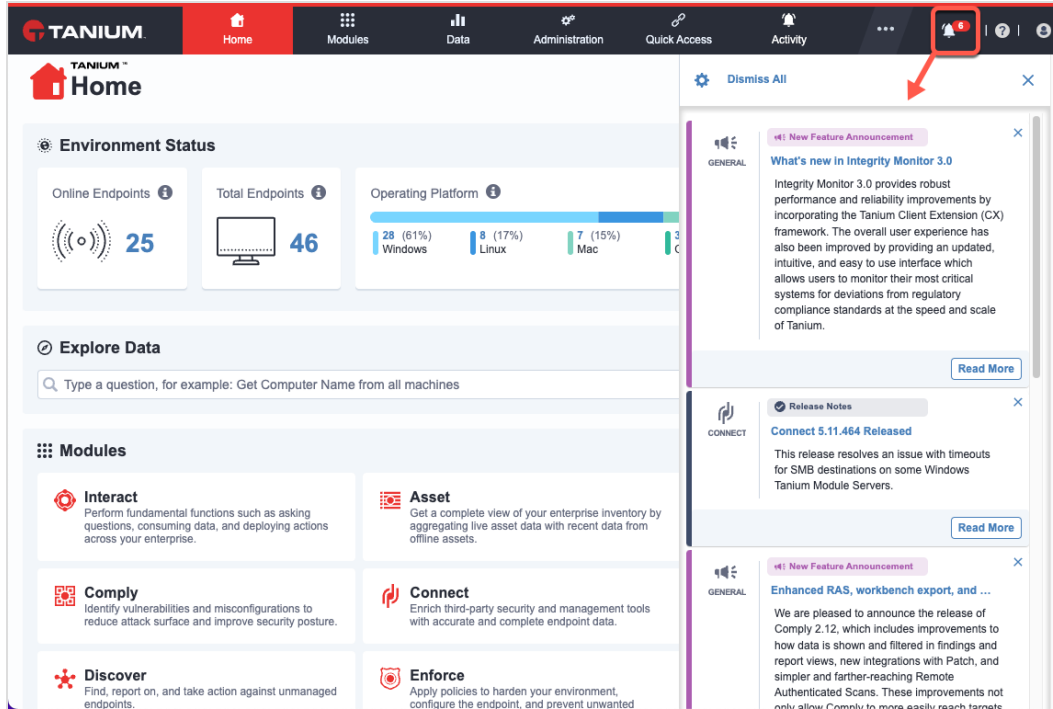 TANIUM
Home
Modules
Data
Administration
Quick Access
Activity
6
TANIUM ™
Home
Dismiss All
Environment Status
Online Endpoints
25
Total Endpoints
46
Operating Platform
28 (61%)
Windows
8 (17%)
Linux
7 (15%)
Mac
3
Explore Data
Type a question, for example: Get Computer Name from all machines
Modules
Interact
Perform fundamental functions such as asking
questions, consuming data, and deploying actions
across your enterprise.
Asset
Get a complete view of your enterprise inventory by
aggregating live asset data with recent data from
offline assets.
Comply
Identify vulnerabilities and misconfigurations to
reduce attack surface and improve security posture.
Connect
Enrich third-party security and management tools
with accurate and complete endpoint data.
Discover
Find, report on, and take action against unmanaged
endpoints.
Enforce
Apply policies to harden your environment,
configure the endpoint, and prevent unwanted
GENERAL
New Feature Announcement
What's new in Integrity Monitor 3.0
Integrity Monitor 3.0 provides robust
performance and reliability improvements by
incorporating the Tanium Client Extension (CX)
framework. The overall user experience has
also been improved by providing an updated,
intuitive, and easy to use interface which
allows users to monitor their most critical
systems for deviations from regulatory
compliance standards at the speed and scale
of Tanium.
Read More
CONNECT
Release Notes
Connect 5.11.464 Released
This release resolves an issue with timeouts
for SMB destinations on some Windows
Tanium Module Servers.
Read More
GENERAL
New Feature Announcement
Enhanced RAS, workbench export, and ...
We are pleased to announce the release of
Comply 2.12, which includes improvements to
how data is shown and filtered in findings and
report views, new integrations with Patch, and
simpler and farther-reaching Remote
Authenticated Scans. These improvements not
only allow Comply to more easily reach targets